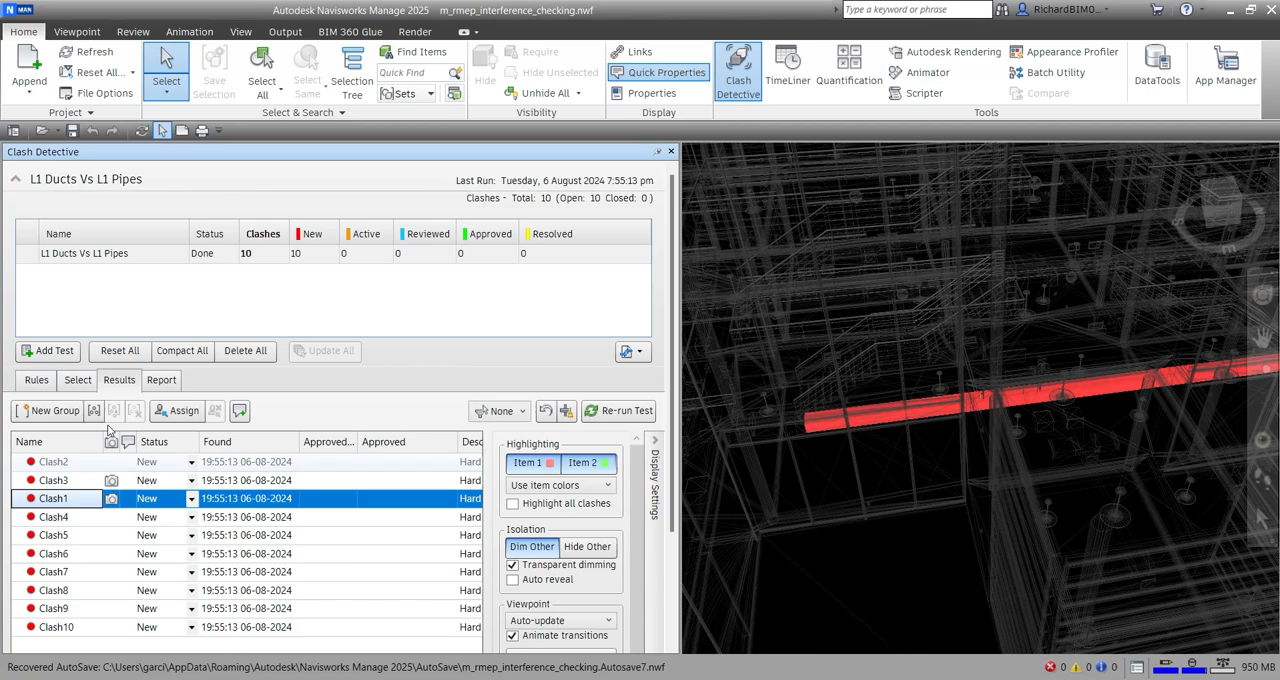 MAN
Autodesk Navisworks Manage 2025 m_rmep_interference_checking.nwf
Type a keyword or phrase
RichardBIMO...
Home Viewpoint Review Animation View Output BIM 360 Glue Render
Append
Refresh
Reset All...
File Options
Select
Save Selection
Select All
Select Same
Selection Tree
Find Items
Quick Find
Sets
Hide
Require
Hide Unselected
Unhide All
Links
Quick Properties
Properties
Clash Detective
TimeLiner
Quantification
Autodesk Rendering
Animator
Scripter
Appearance Profiler
Batch Utility
Compare
DataTools
App Manager
Project Select & Search Visibility Display Tools
Clash Detective
L1 Ducts Vs L1 Pipes
Last Run: Tuesday, 6 August 2024 7:55:13 pm
Clashes - Total: 10 (Open: 10 Closed: 0 )
Name Status Clashes New Active Reviewed Approved Resolved
L1 Ducts Vs L1 Pipes Done 10 10 0 0 0 0
Add Test Reset All Compact All Delete All Update All
Rules Select Results Report
New Group Assign None Re-run Test
Name Status Found Approved... Approved Desc
Clash2 New 19:55:13 06-08-2024 Hard
Clash3 New 19:55:13 06-08-2024 Hard
Clash1 New 19:55:13 06-08-2024 Hard
Clash4 New 19:55:13 06-08-2024 Hard
Clash5 New 19:55:13 06-08-2024 Hard
Clash6 New 19:55:13 06-08-2024 Hard
Clash7 New 19:55:13 06-08-2024 Hard
Clash8 New 19:55:13 06-08-2024 Hard
Clash9 New 19:55:13 06-08-2024 Hard
Clash10 New 19:55:13 06-08-2024 Hard
Highlighting
Item 1 Item 2
Use item colors
Highlight all clashes
Isolation
Dim Other Hide Other
Transparent dimming
Auto reveal
Viewpoint
Auto-update
Animate transitions
Display Settings
Recovered AutoSave: C:\Users\garci\AppData\Roaming\Autodesk\Navisworks Manage 2025\AutoSave\m_rmep_interference_checking.Autosave7.nwf
0 0 0
950 MB